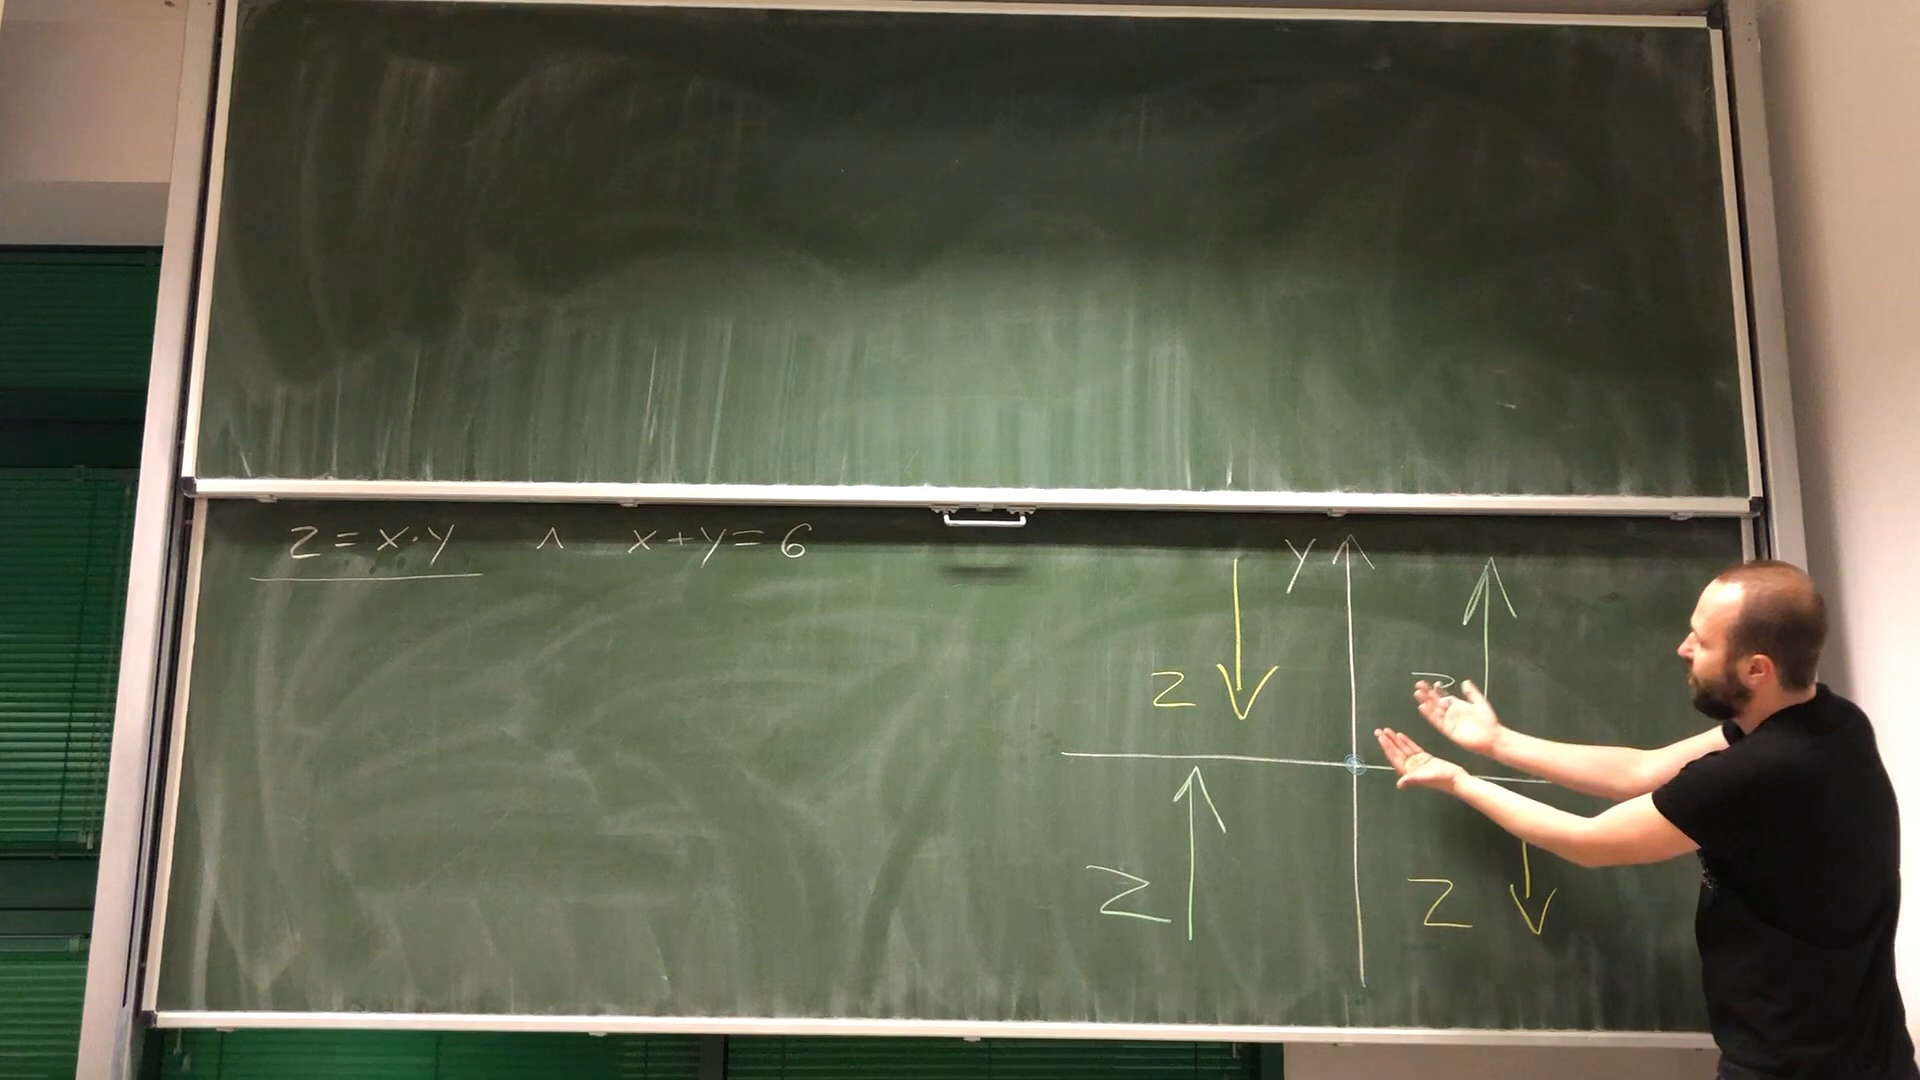 z = x·y ∧ x + y = 6
y
z z
z z